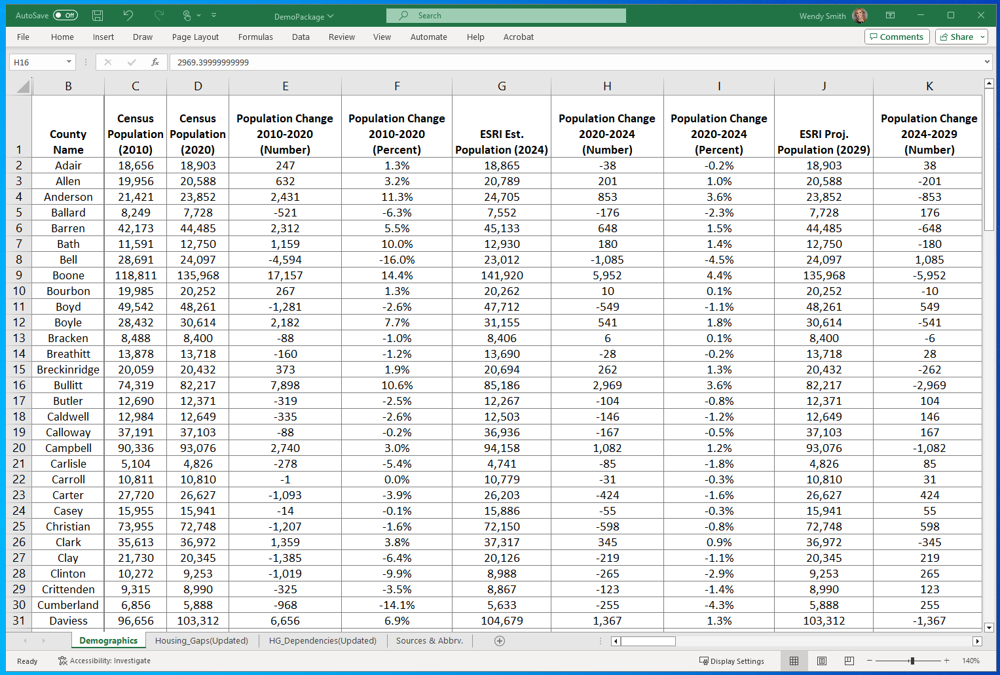 AutoSave Off DemoPackage Search Wendy Smith
File Home Insert Draw Page Layout Formulas Data Review View Automate Help Acrobat Comments Share
H16 fx 2969.39999999999
B C D E F G H I J K
1 County Name Census Population (2010) Census Population (2020) Population Change 2010-2020 (Number) Population Change 2010-2020 (Percent) ESRI Est. Population (2024) Population Change 2020-2024 (Number) Population Change 2020-2024 (Percent) ESRI Proj. Population (2029) Population Change 2024-2029 (Number)
2 Adair 18,656 18,903 247 1.3% 18,865 -38 -0.2% 18,903 38
3 Allen 19,956 20,588 632 3.2% 20,789 201 1.0% 20,588 -201
4 Anderson 21,421 23,852 2,431 11.3% 24,705 853 3.6% 23,852 -853
5 Ballard 8,249 7,728 -521 -6.3% 7,552 -176 -2.3% 7,728 176
6 Barren 42,173 44,485 2,312 5.5% 45,133 648 1.5% 44,485 -648
7 Bath 11,591 12,750 1,159 10.0% 12,930 180 1.4% 12,750 -180
8 Bell 28,691 24,097 -4,594 -16.0% 23,012 -1,085 -4.5% 24,097 1,085
9 Boone 118,811 135,968 17,157 14.4% 141,920 5,952 4.4% 135,968 -5,952
10 Bourbon 19,985 20,252 267 1.3% 20,262 10 0.1% 20,252 -10
11 Boyd 49,542 48,261 -1,281 -2.6% 47,712 -549 -1.1% 48,261 549
12 Boyle 28,432 30,614 2,182 7.7% 31,155 541 1.8% 30,614 -541
13 Bracken 8,488 8,400 -88 -1.0% 8,406 6 0.1% 8,400 -6
14 Breathitt 13,878 13,718 -160 -1.2% 13,690 -28 -0.2% 13,718 28
15 Breckinridge 20,059 20,432 373 1.9% 20,694 262 1.3% 20,432 -262
16 Bullitt 74,319 82,217 7,898 10.6% 85,186 2,969 3.6% 82,217 -2,969
17 Butler 12,690 12,371 -319 -2.5% 12,267 -104 -0.8% 12,371 104
18 Caldwell 12,984 12,649 -335 -2.6% 12,503 -146 -1.2% 12,649 146
19 Calloway 37,191 37,103 -88 -0.2% 36,936 -167 -0.5% 37,103 167
20 Campbell 90,336 93,076 2,740 3.0% 94,158 1,082 1.2% 93,076 -1,082
21 Carlisle 5,104 4,826 -278 -5.4% 4,741 -85 -1.8% 4,826 85
22 Carroll 10,811 10,810 -1 0.0% 10,779 -31 -0.3% 10,810 31
23 Carter 27,720 26,627 -1,093 -3.9% 26,203 -424 -1.6% 26,627 424
24 Casey 15,955 15,941 -14 -0.1% 15,886 -55 -0.3% 15,941 55
25 Christian 73,955 72,748 -1,207 -1.6% 72,150 -598 -0.8% 72,748 598
26 Clark 35,613 36,972 1,359 3.8% 37,317 345 0.9% 36,972 -345
27 Clay 21,730 20,345 -1,385 -6.4% 20,126 -219 -1.1% 20,345 219
28 Clinton 10,272 9,253 -1,019 -9.9% 8,988 -265 -2.9% 9,253 265
29 Crittenden 9,315 8,990 -325 -3.5% 8,867 -123 -1.4% 8,990 123
30 Cumberland 6,856 5,888 -968 -14.1% 5,633 -255 -4.3% 5,888 255
31 Daviess 96,656 103,312 6,656 6.9% 104,679 1,367 1.3% 103,312 -1,367
Demographics Housing_Gaps(Updated) HG_Dependencies(Updated) Sources & Abbrv.
Ready Accessibility: Investigate Display Settings 140%